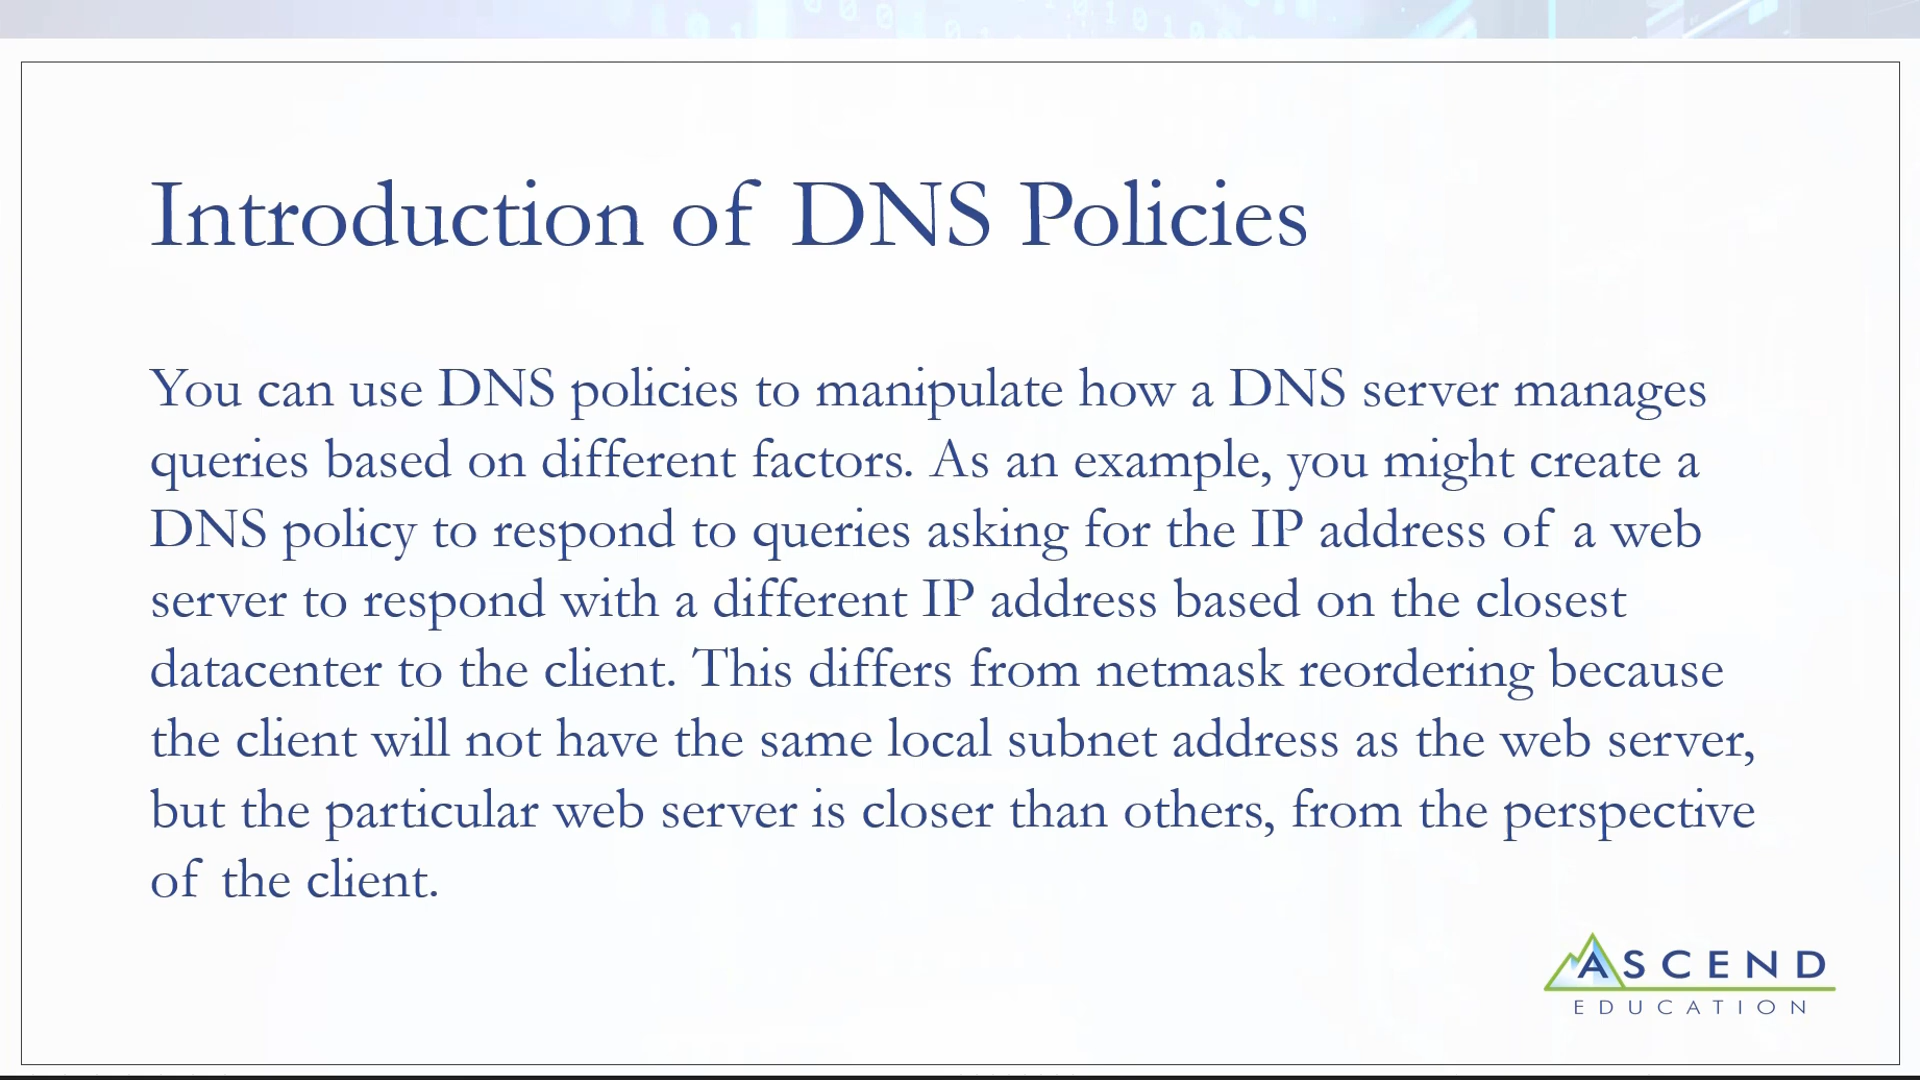 Introduction of DNS Policies
You can use DNS policies to manipulate how a DNS server manages
queries based on different factors. As an example, you might create a
DNS policy to respond to queries asking for the IP address of a web
server to respond with a different IP address based on the closest
datacenter to the client. This differs from netmask reordering because
the client will not have the same local subnet address as the web server,
but the particular web server is closer than others, from the perspective
of the client.
ASCEND
EDUCATION